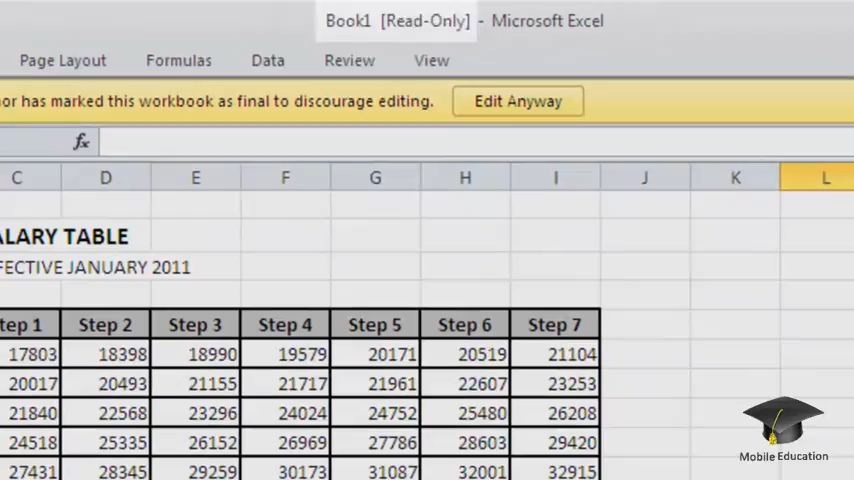 Book1 [Read-Only] - Microsoft Excel
Page Layout Formulas Data Review View
has marked this workbook as final to discourage editing. Edit Anyway
fx
C D E F G H I J K L
TABLE
JANUARY 2011
1 Step 2 Step 3 Step 4 Step 5 Step 6 Step 7
17803 18398 18990 19579 20171 20519 21104
20017 20493 21155 21717 21961 22607 23253
21840 22568 23296 24024 24752 25480 26208
24518 25335 26152 26969 27786 28603 29420
27431 28345 29259 30173 31087 32001 32915
Mobile Education